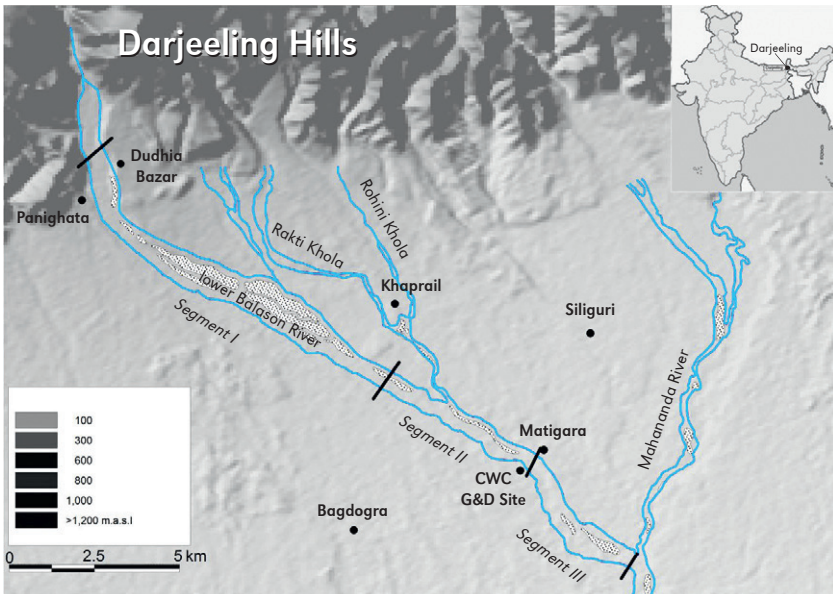 Darjeeling Hills
Darjeeling
Dudhia
Bazar
Panighata
Rakti Khola
Rohini Khola
Khaprail
lower Balason River
Segment I
Siliguri
Mahananda River
Segment II
Matigara
CWC
G&D Site
Bagdogra
Segment III
100
300
600
800
1,000
>1,200 m.a.s.l
0 2.5 5 km